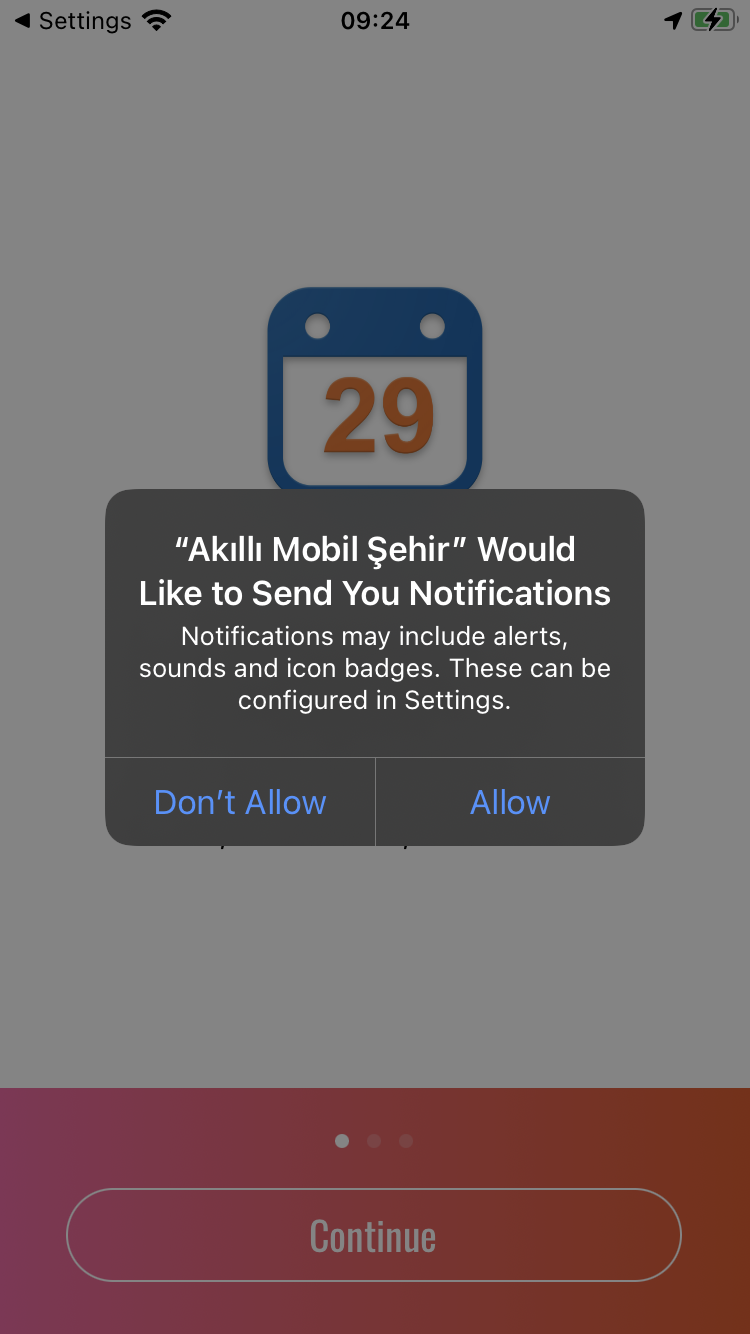 Settings
09:24
29
“Akıllı Mobil Şehir” Would
Like to Send You Notifications
Notifications may include alerts,
sounds and icon badges. These can be
configured in Settings.
Don’t Allow
Allow
Continue